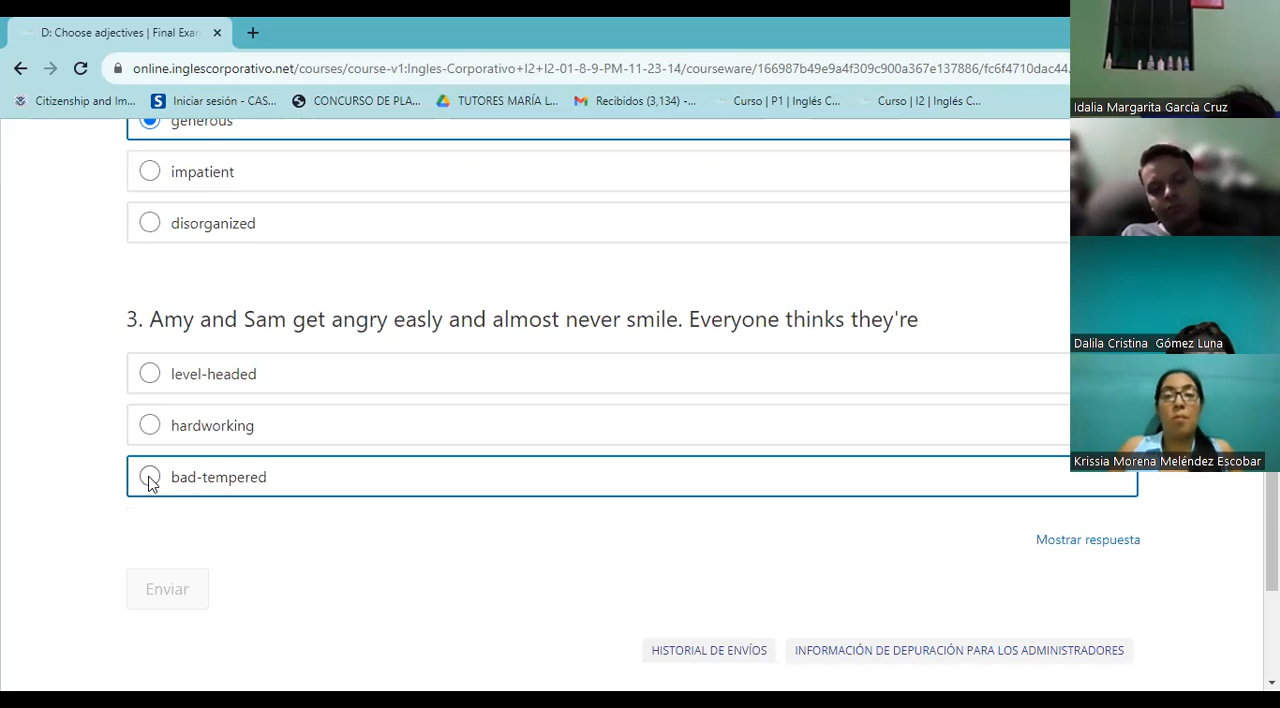 D: Choose adjectives | Final Exa
online.inglescorporativo.net/courses/course-v1:Ingles-Corporativo+I2+I2-01-8-9-PM-11-23-14/courseware/166987b49e9a4f309c900a367e137886/fc6f4710dac44.
Citizenship and Im...
Iniciar sesión - CAS...
CONCURSO DE PLA...
TUTORES MARÍA L...
Recibidos (3,134) -...
Curso | P1 | Inglés C...
Curso | I2 | Inglés C...
generous
impatient
disorganized
3. Amy and Sam get angry easly and almost never smile. Everyone thinks they're
level-headed
hardworking
bad-tempered
Mostrar respuesta
Enviar
HISTORIAL DE ENVÍOS
INFORMACIÓN DE DEPURACIÓN PARA LOS ADMINISTRADORES
Idalia Margarita García Cruz
Dalila Cristina Gómez Luna
Krissia Morena Meléndez Escobar